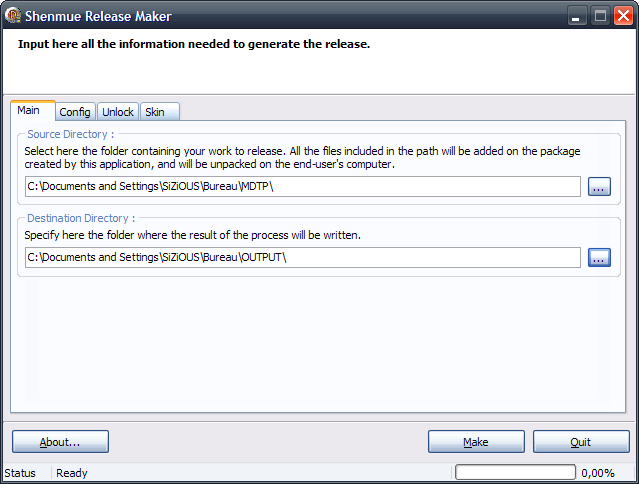 Shenmue Release Maker
Input here all the information needed to generate the release.
Main Config Unlock Skin
Source Directory :
Select here the folder containing your work to release. All the files included in the path will be added on the package
created by this application, and will be unpacked on the end-user's computer.
C:\Documents and Settings\SiZiOUS\Bureau\MDTP\
...
Destination Directory :
Specify here the folder where the result of the process will be written.
C:\Documents and Settings\SiZiOUS\Bureau\OUTPUT\
...
About... Make Quit
Status Ready 0,00%